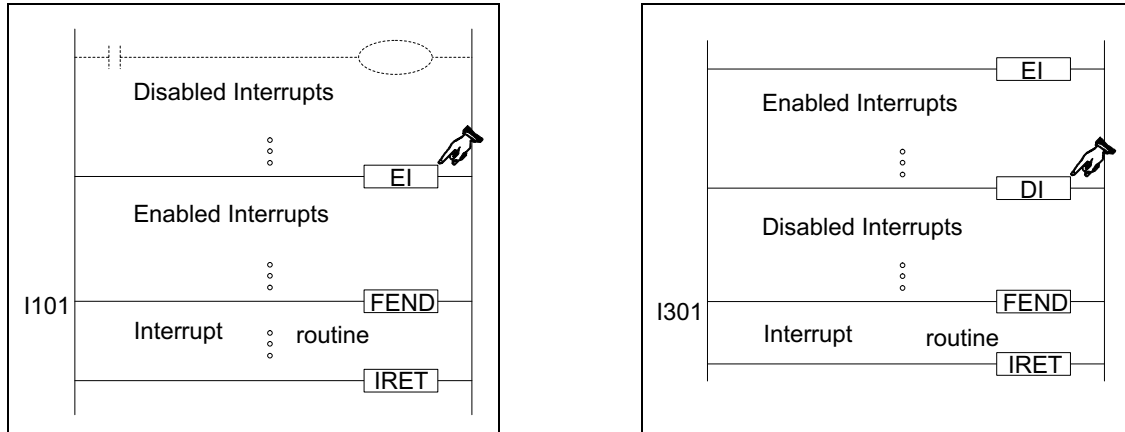 Disabled Interrupts
EI
Enabled Interrupts
FEND
I101
Interrupt routine
IRET
EI
Enabled Interrupts
DI
Disabled Interrupts
FEND
I301
Interrupt routine
IRET